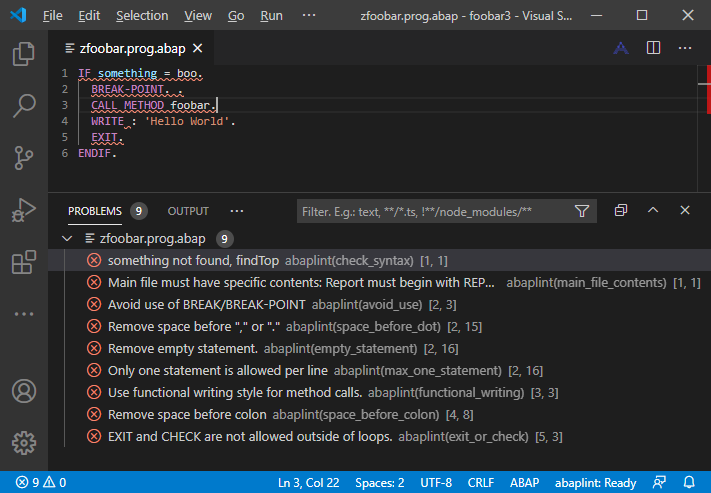 File Edit Selection View Go Run ··· zfoobar.prog.abap - foobar3 - Visual S...
zfoobar.prog.abap
1 IF something = boo.
2 BREAK-POINT. .
3 CALL METHOD foobar.
4 WRITE : 'Hello World'.
5 EXIT.
6 ENDIF.
PROBLEMS 9 OUTPUT ··· Filter. E.g.: text, **/*.ts, !**/node_modules/**
zfoobar.prog.abap 9
something not found, findTop abaplint(check_syntax) [1, 1]
Main file must have specific contents: Report must begin with REP... abaplint(main_file_contents) [1, 1]
Avoid use of BREAK/BREAK-POINT abaplint(avoid_use) [2, 3]
Remove space before "," or "." abaplint(space_before_dot) [2, 15]
Remove empty statement. abaplint(empty_statement) [2, 16]
Only one statement is allowed per line abaplint(max_one_statement) [2, 16]
Use functional writing style for method calls. abaplint(functional_writing) [3, 3]
Remove space before colon abaplint(space_before_colon) [4, 8]
EXIT and CHECK are not allowed outside of loops. abaplint(exit_or_check) [5, 3]
9 0 Ln 3, Col 22 Spaces: 2 UTF-8 CRLF ABAP abaplint: Ready